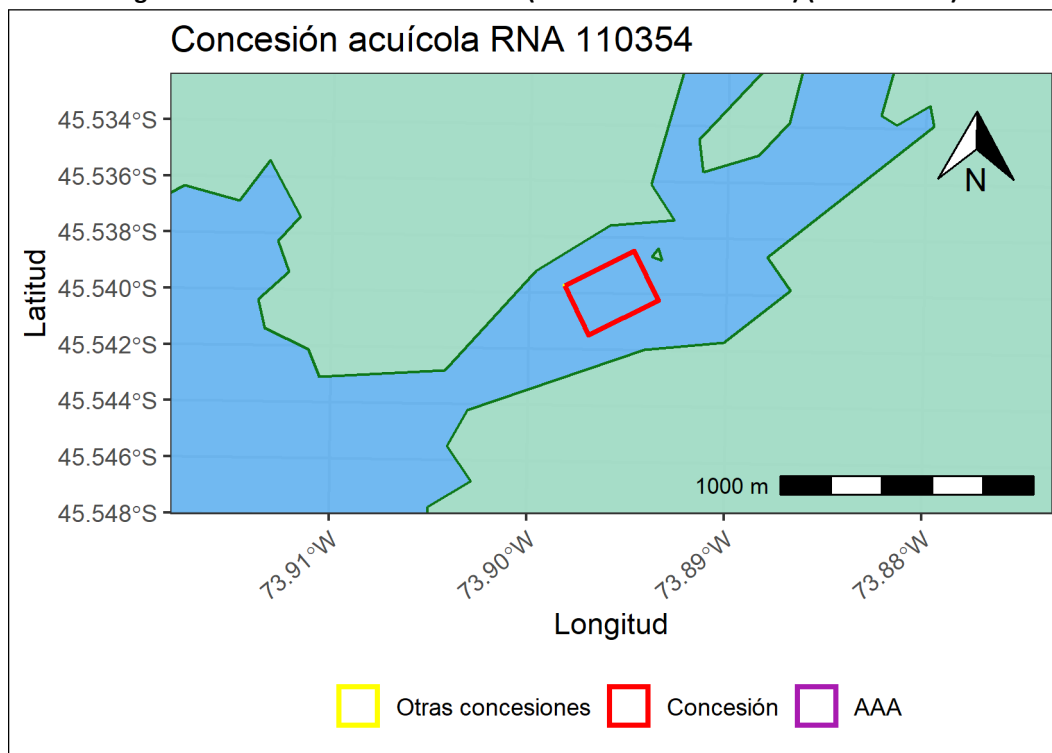 Concesión acuícola RNA 110354
45.534°S
45.536°S
45.538°S
45.540°S
45.542°S
45.544°S
45.546°S
45.548°S
Latitud
N
1000 m
73.91°W
73.90°W
73.89°W
73.88°W
Longitud
Otras concesiones
Concesión
AAA